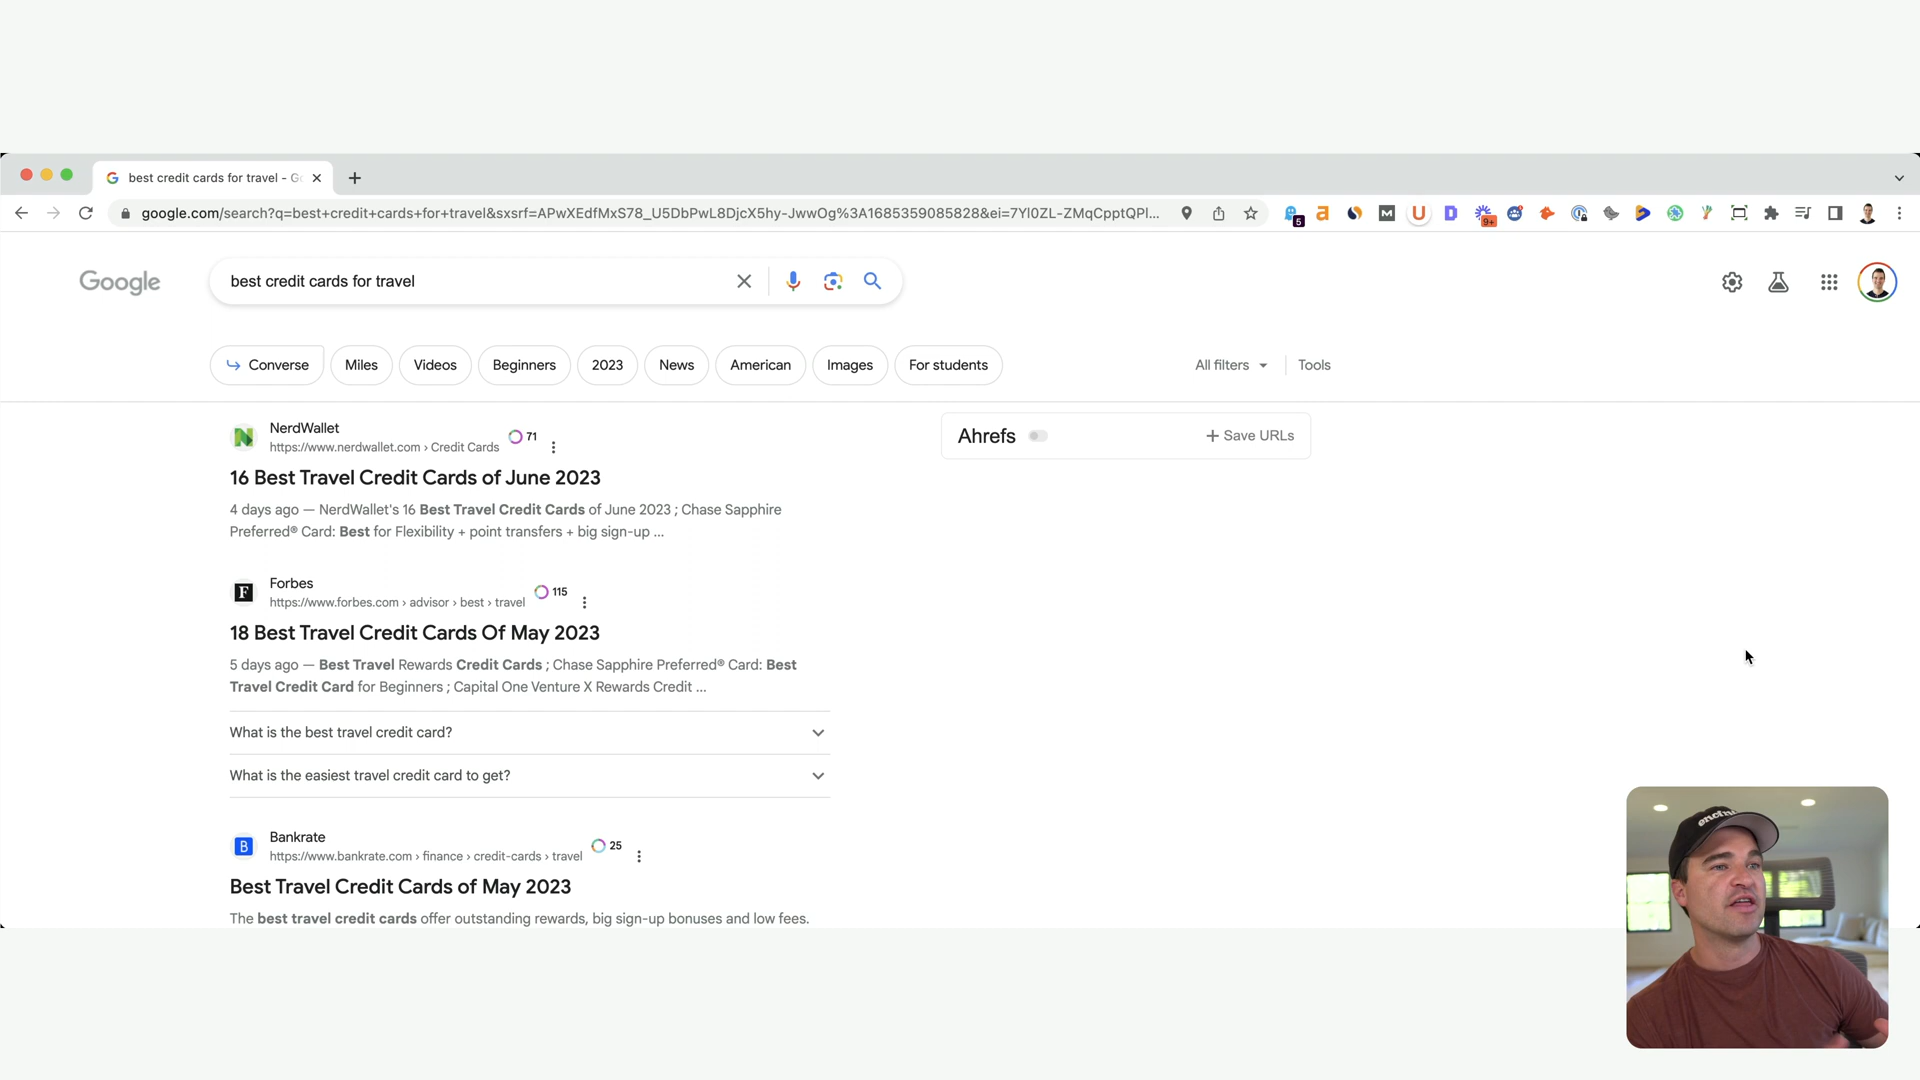 best credit cards for travel - Go
google.com/search?q=best+credit+cards+for+travel&sxsrf=APwXEdfMxS78_U5DbPwL8DjcX5hy-JwwOg%3A1685359085828&ei=7Yl0ZL-ZMqCpptQPl...
5
9+
Google
best credit cards for travel
Converse
Miles
Videos
Beginners
2023
News
American
Images
For students
All filters
Tools
NerdWallet
https://www.nerdwallet.com › Credit Cards
71
16 Best Travel Credit Cards of June 2023
4 days ago — NerdWallet's 16 Best Travel Credit Cards of June 2023 ; Chase Sapphire
Preferred® Card: Best for Flexibility + point transfers + big sign-up ...
Ahrefs
+ Save URLs
Forbes
https://www.forbes.com › advisor › best › travel
115
18 Best Travel Credit Cards Of May 2023
5 days ago — Best Travel Rewards Credit Cards ; Chase Sapphire Preferred® Card: Best
Travel Credit Card for Beginners ; Capital One Venture X Rewards Credit ...
What is the best travel credit card?
What is the easiest travel credit card to get?
Bankrate
https://www.bankrate.com › finance › credit-cards › travel
25
Best Travel Credit Cards of May 2023
The best travel credit cards offer outstanding rewards, big sign-up bonuses and low fees.